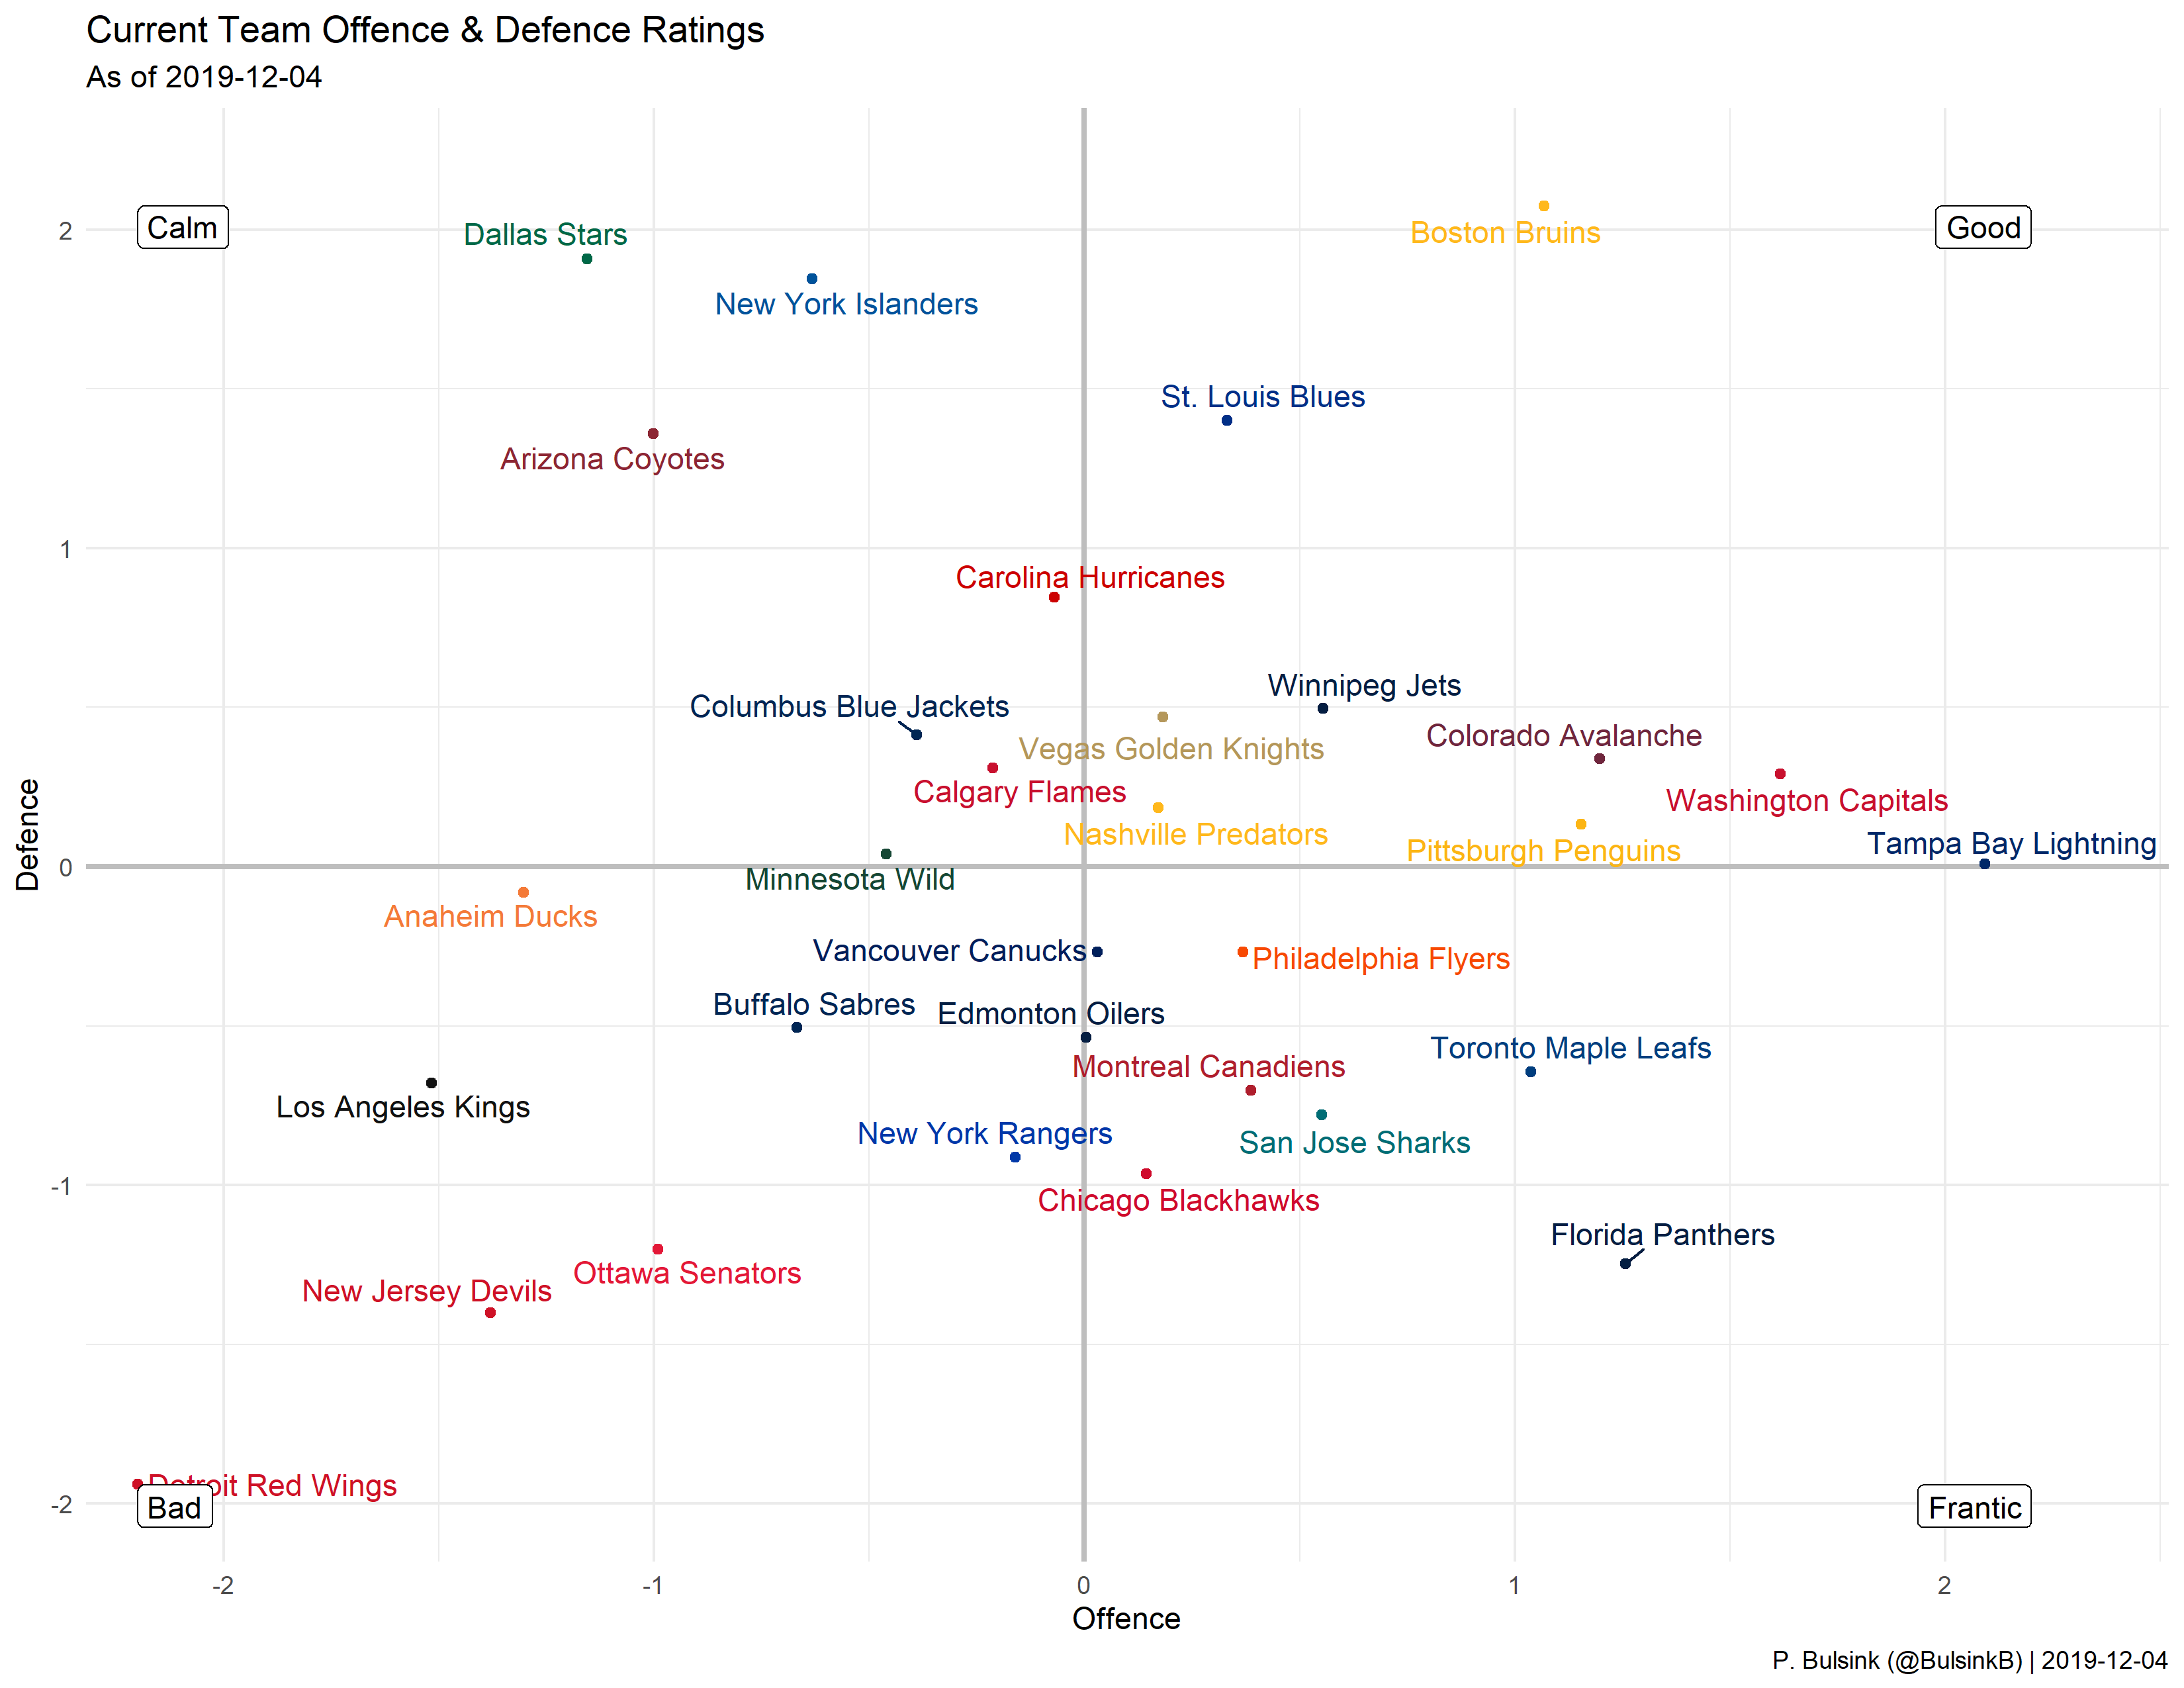 Current Team Offence & Defence Ratings
As of 2019-12-04
Calm
Good
Dallas Stars
Boston Bruins
New York Islanders
St. Louis Blues
Arizona Coyotes
Carolina Hurricanes
Winnipeg Jets
Columbus Blue Jackets
Colorado Avalanche
Vegas Golden Knights
Calgary Flames
Washington Capitals
Nashville Predators
Pittsburgh Penguins
Tampa Bay Lightning
Minnesota Wild
Anaheim Ducks
Vancouver Canucks
Philadelphia Flyers
Buffalo Sabres
Edmonton Oilers
Toronto Maple Leafs
Montreal Canadiens
Los Angeles Kings
New York Rangers
San Jose Sharks
Chicago Blackhawks
Florida Panthers
Ottawa Senators
New Jersey Devils
Detroit Red Wings
Bad
Frantic
2
1
0
-1
-2
Defence
-2
-1
0
1
2
Offence
P. Bulsink (@BulsinkB) | 2019-12-04